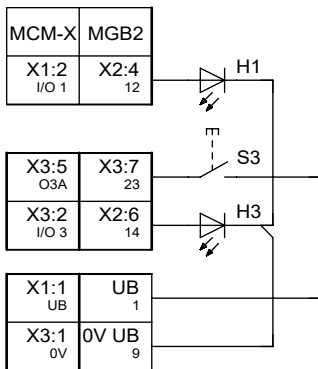 MCM-X MGB2
X1:2 X2:4 H1
I/O 1 12
S3
X3:5 X3:7
O3A 23
X3:2 X2:6 H3
I/O 3 14
X1:1 UB
UB 1
X3:1 0V UB
0V 9